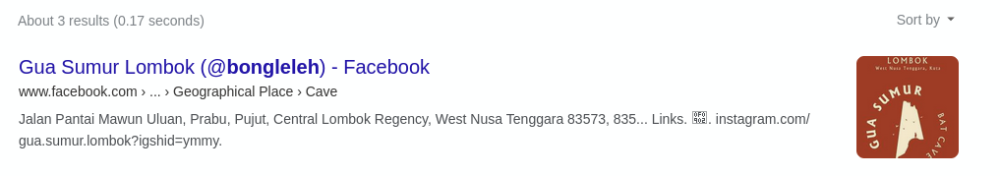 About 3 results (0.17 seconds)
Sort by
Gua Sumur Lombok (@bongleleh) - Facebook
www.facebook.com › ... › Geographical Place › Cave
Jalan Pantai Mawun Uluan, Prabu, Pujut, Central Lombok Regency, West Nusa Tenggara 83573, 835... Links. . instagram.com/
gua.sumur.lombok?igshid=ymmy.
LOMBOK
West Nusa Tenggara,
GUA SUMUR
BAT CAVE